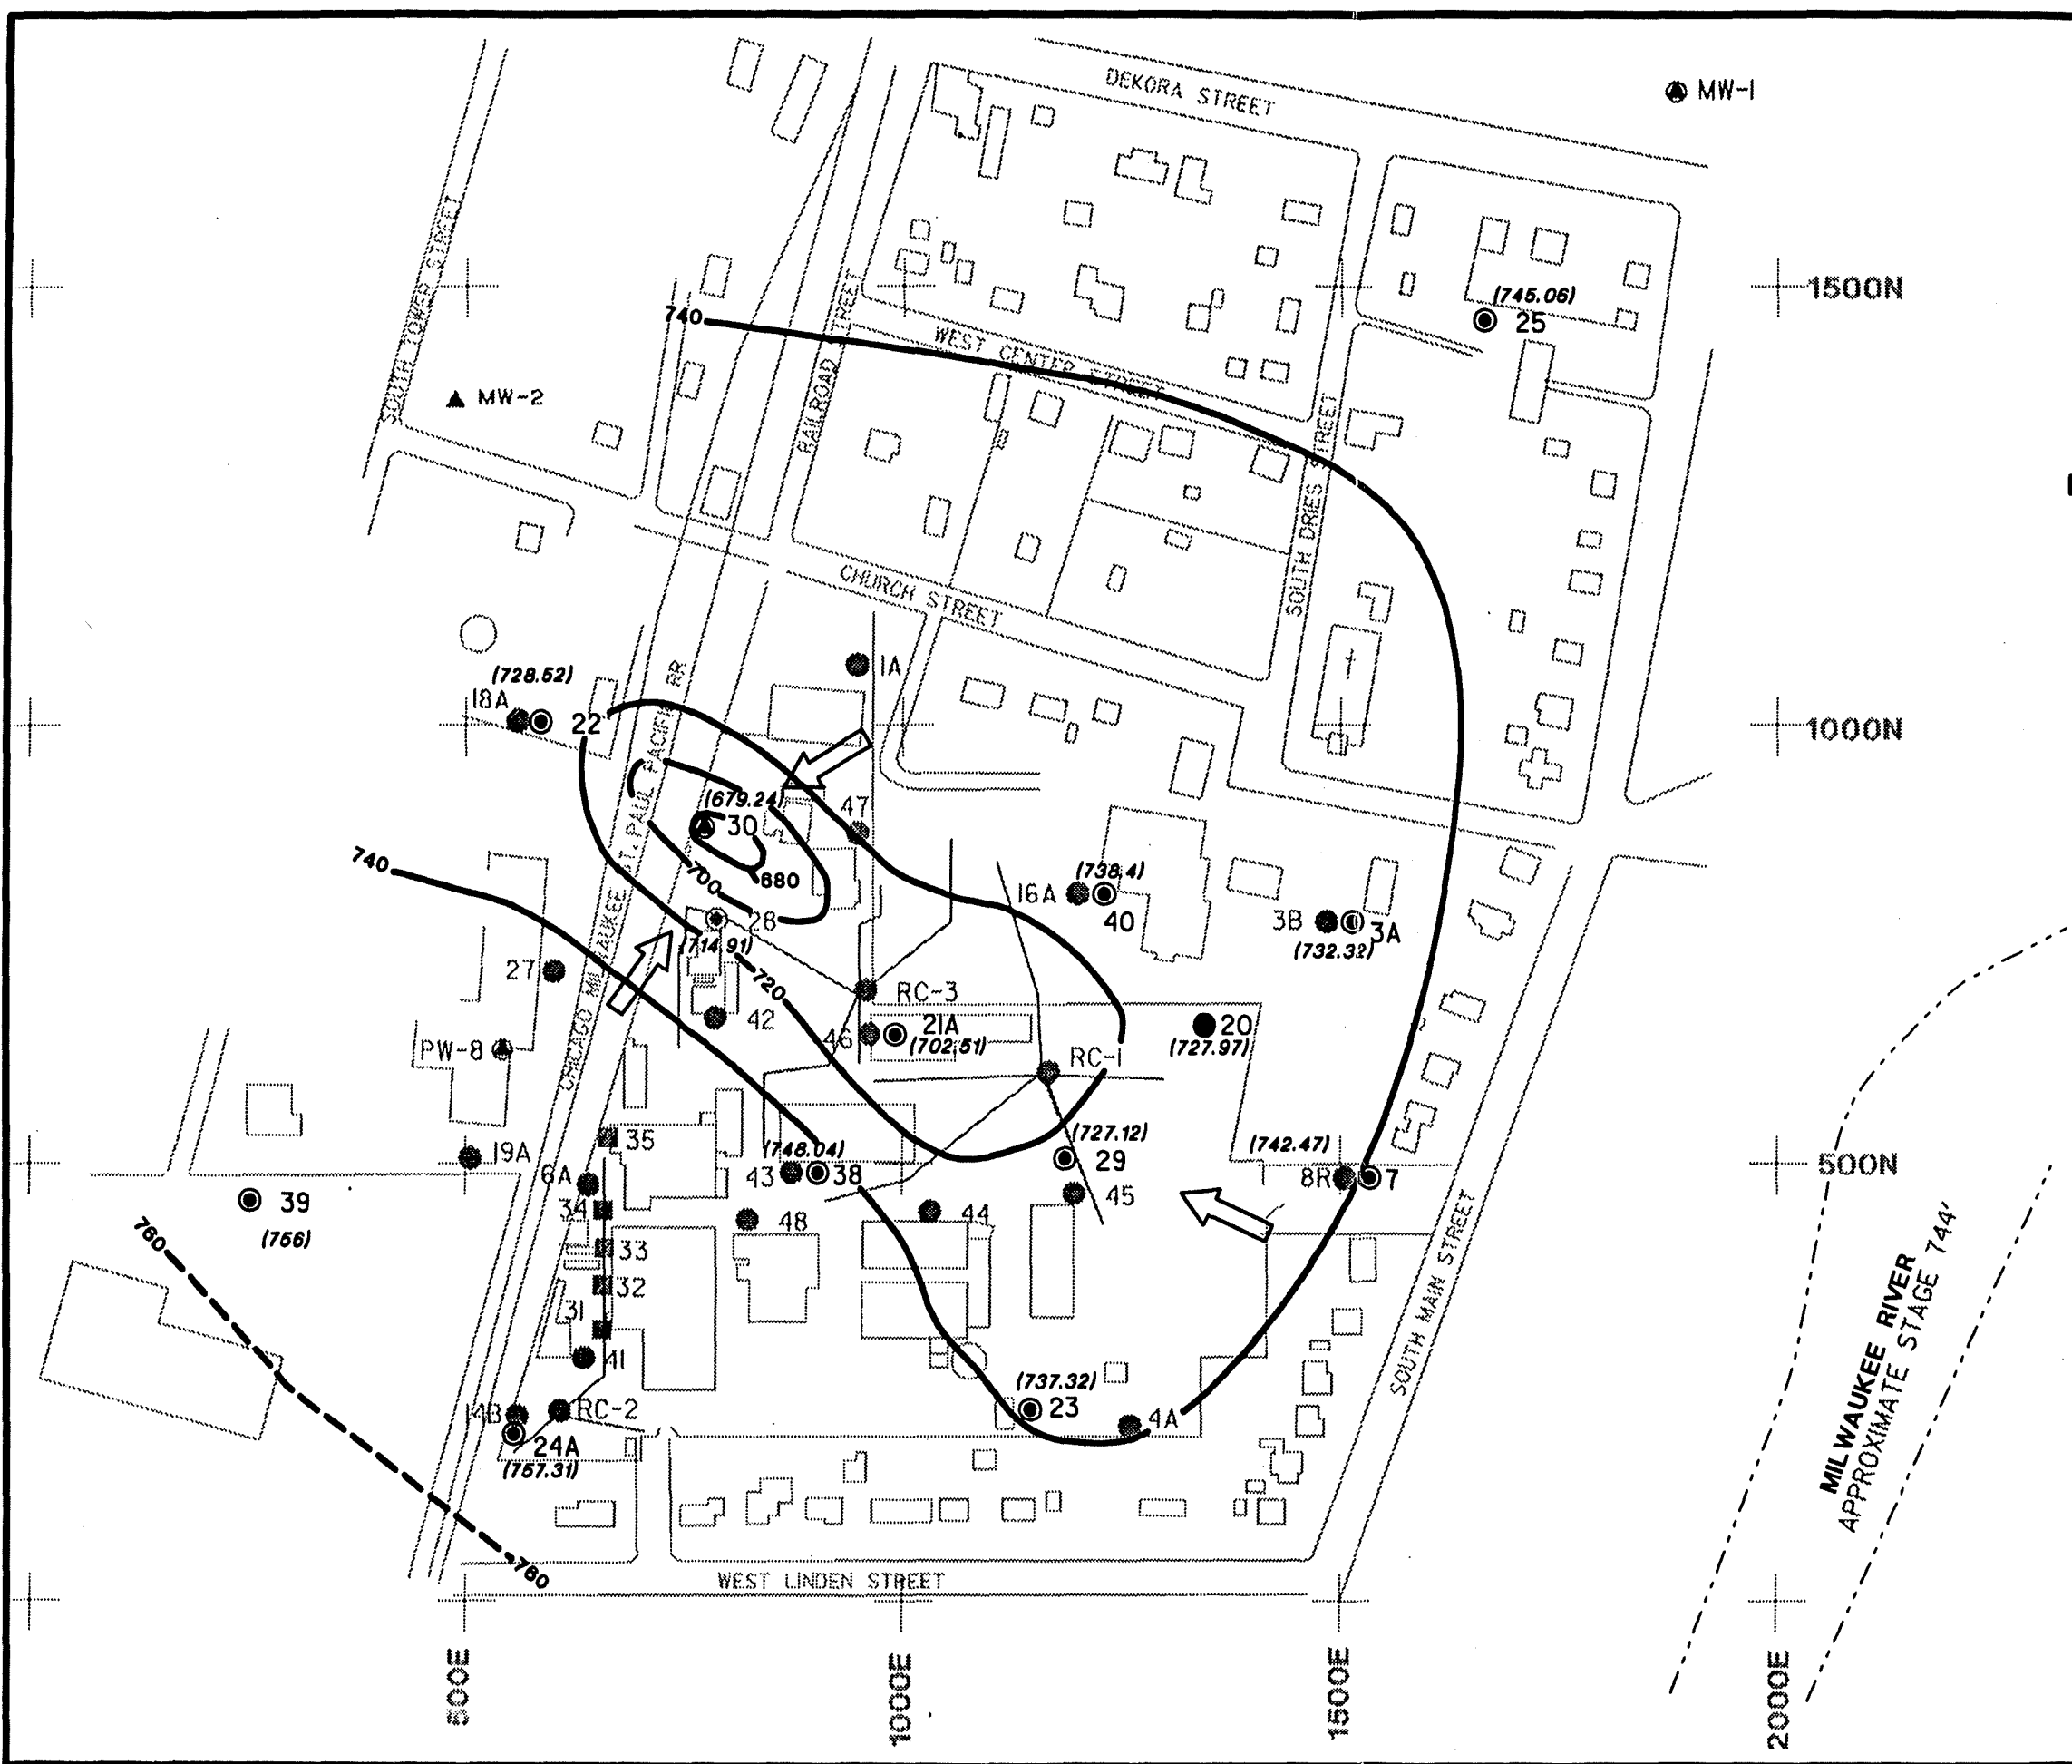 DEKORA STREET
MW-1
SOUTH TOWER STREET
1500N
(745.06)
25
740
WEST CENTER STREET
RAILROAD STREET
MW-2
SOUTH DRIES STREET
CHURCH STREET
1A
(728.52)
18A
22
1000N
CHICAGO MILWAUKEE ST. PAUL PACIFIC RR
(679.24)
30
47
740
700
680
(738.4)
16A
40
28
3B
3A
(732.32)
(714.91)
27
720
RC-3
42
46
21A
(702.51)
20
(727.97)
PW-8
RC-1
35
(748.04)
(727.12)
29
19A
6A
43
38
(742.47)
8R
7
500N
39
(766)
34
48
44
45
760
33
32
31
41
SOUTH MAIN STREET
MILWAUKEE RIVER
APPROXIMATE STAGE 744'
(737.32)
23
4A
14B
RC-2
24A
(757.31)
760
WEST LINDEN STREET
500E
1000E
1500E
2000E